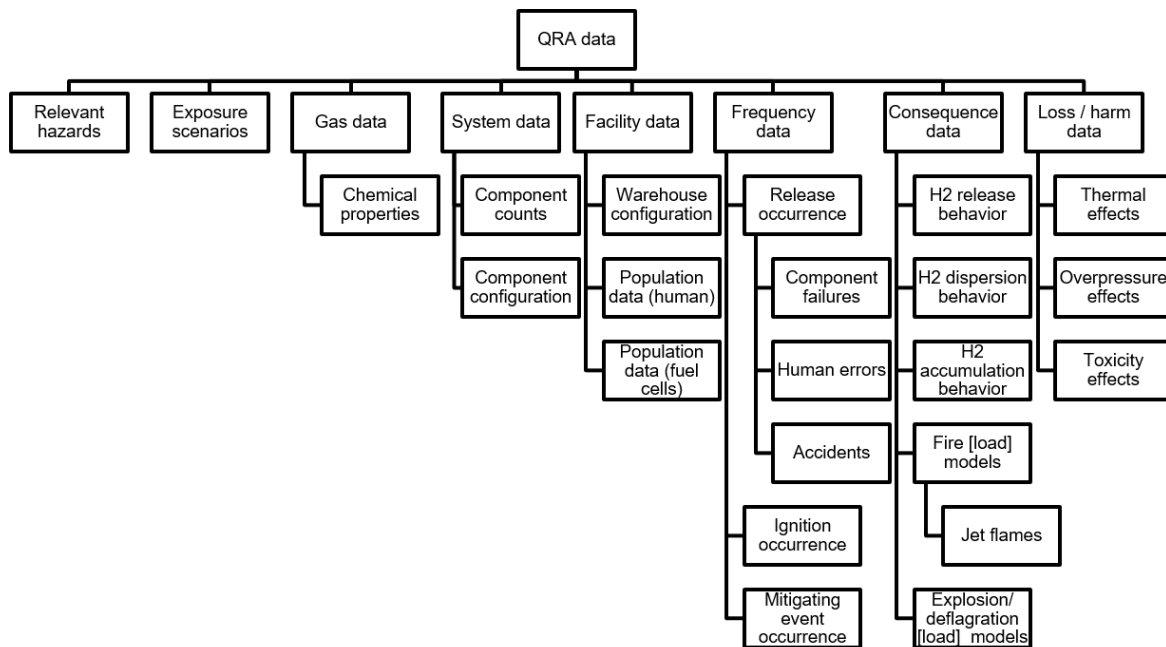 QRA data
Relevant
hazards
Exposure
scenarios
Gas data
System data
Facility data
Frequency
data
Consequence
data
Loss / harm
data
Chemical
properties
Component
counts
Component
configuration
Warehouse
configuration
Population
data (human)
Population
data (fuel
cells)
Release
occurrence
Component
failures
Human errors
Accidents
Ignition
occurrence
Mitigating
event
occurrence
H2 release
behavior
H2 dispersion
behavior
H2
accumulation
behavior
Fire [load]
models
Jet flames
Explosion/
deflagration
[load] models
Thermal
effects
Overpressure
effects
Toxicity
effects